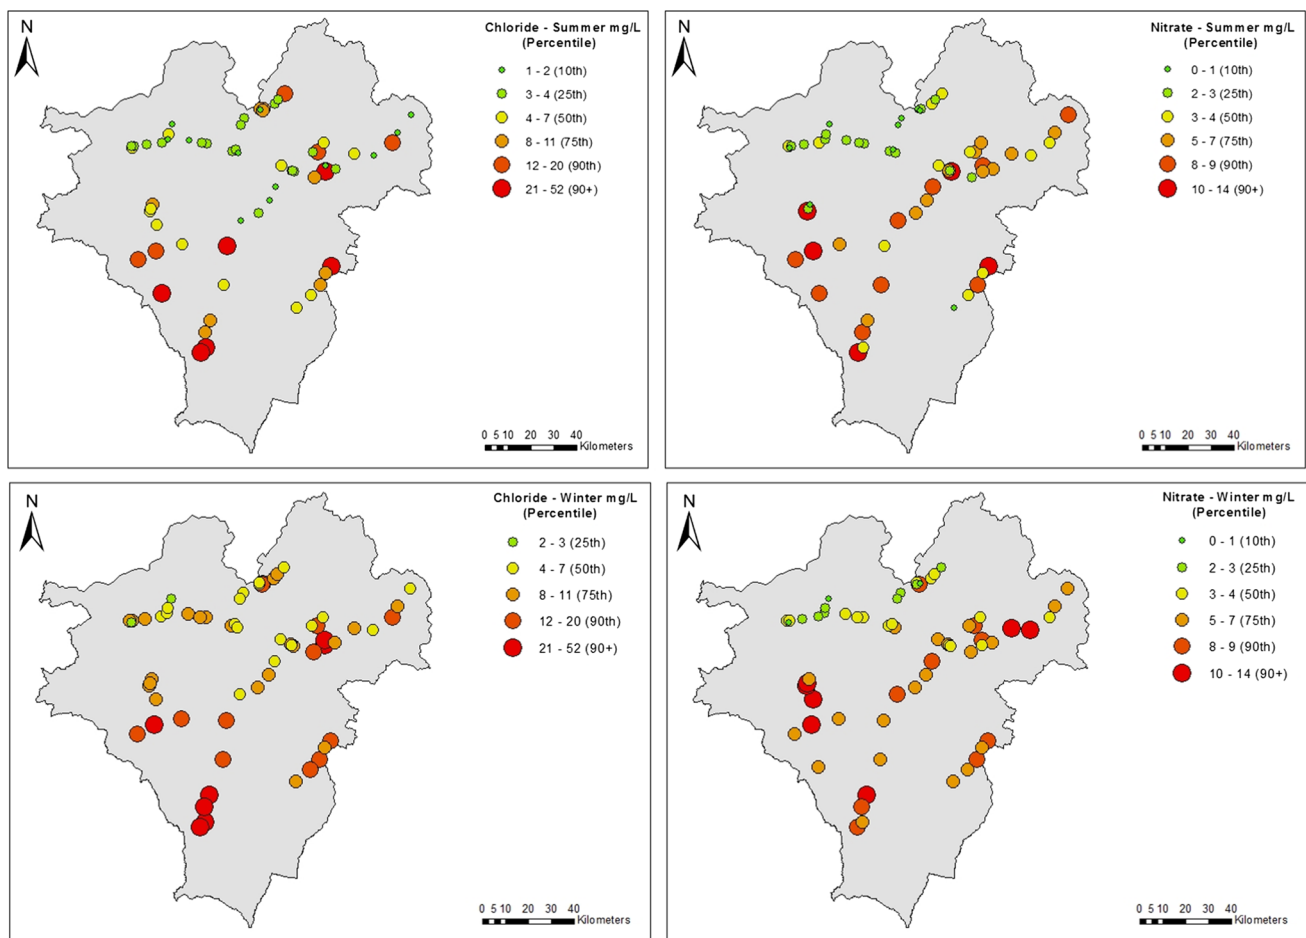 N
Chloride - Summer mg/L
(Percentile)
1 - 2 (10th)
3 - 4 (25th)
4 - 7 (50th)
8 - 11 (75th)
12 - 20 (90th)
21 - 52 (90+)
0 5 10 20 30 40
Kilometers
N
Nitrate - Summer mg/L
(Percentile)
0 - 1 (10th)
2 - 3 (25th)
3 - 4 (50th)
5 - 7 (75th)
8 - 9 (90th)
10 - 14 (90+)
0 5 10 20 30 40
Kilometers
N
Chloride - Winter mg/L
(Percentile)
2 - 3 (25th)
4 - 7 (50th)
8 - 11 (75th)
12 - 20 (90th)
21 - 52 (90+)
0 5 10 20 30 40
Kilometers
N
Nitrate - Winter mg/L
(Percentile)
0 - 1 (10th)
2 - 3 (25th)
3 - 4 (50th)
5 - 7 (75th)
8 - 9 (90th)
10 - 14 (90+)
0 5 10 20 30 40
Kilometers